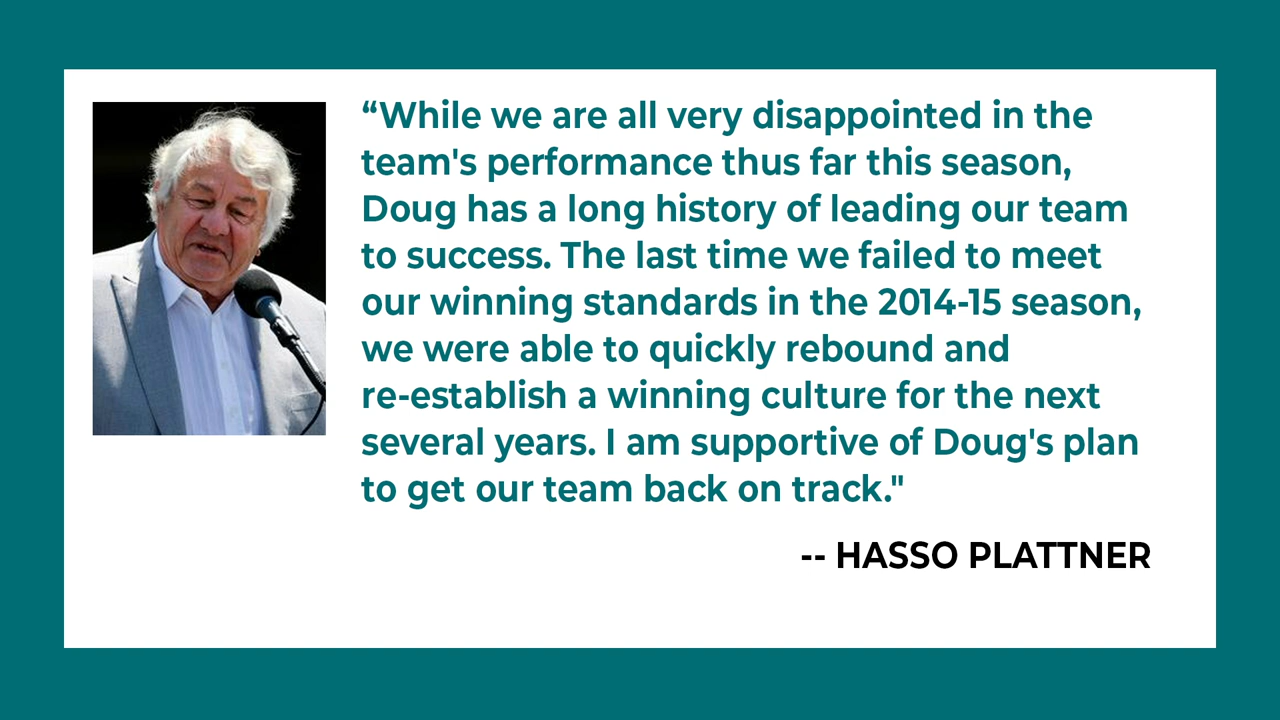 “While we are all very disappointed in the
team's performance thus far this season,
Doug has a long history of leading our team
to success. The last time we failed to meet
our winning standards in the 2014-15 season,
we were able to quickly rebound and
re-establish a winning culture for the next
several years. I am supportive of Doug's plan
to get our team back on track."
-- HASSO PLATTNER